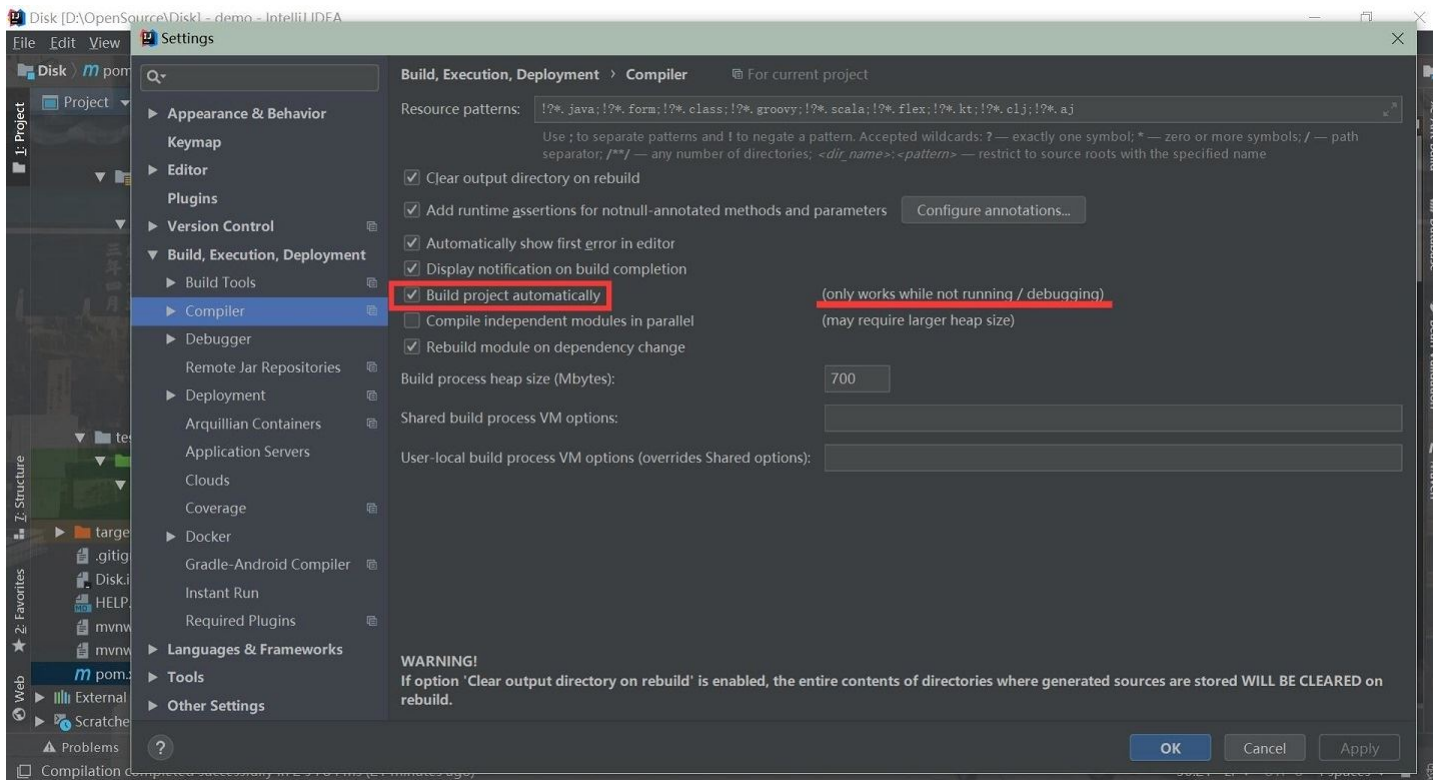 Disk [D:\OpenSource\Disk] - demo - IntelliJ IDEA
File Edit View
Settings
Disk pom
Project
1: Project
Appearance & Behavior
Keymap
Editor
Plugins
Version Control
Build, Execution, Deployment
Build Tools
Compiler
Debugger
Remote Jar Repositories
Deployment
Arquillian Containers
Application Servers
Clouds
Coverage
Docker
Gradle-Android Compiler
Instant Run
Required Plugins
Languages & Frameworks
Tools
Other Settings
Build, Execution, Deployment › Compiler For current project
Resource patterns: !?*.java;!?*.form;!?*.class;!?*.groovy;!?*.scala;!?*.flex;!?*.kt;!?*.clj;!?*.aj
Use ; to separate patterns and ! to negate a pattern. Accepted wildcards: ? — exactly one symbol; * — zero or more symbols; / — path
separator; /**/ — any number of directories; <dir_name>:<pattern> — restrict to source roots with the specified name
Clear output directory on rebuild
Add runtime assertions for notnull-annotated methods and parameters Configure annotations...
Automatically show first error in editor
Display notification on build completion
Build project automatically (only works while not running / debugging)
Compile independent modules in parallel (may require larger heap size)
Rebuild module on dependency change
Build process heap size (Mbytes): 700
Shared build process VM options:
User-local build process VM options (overrides Shared options):
WARNING!
If option 'Clear output directory on rebuild' is enabled, the entire contents of directories where generated sources are stored WILL BE CLEARED on
rebuild.
? OK Cancel Apply
tes
targe
.gitig
Disk.i
HELP.
mvnw
mvnw
pom.x
External
Scratche
7: Structure
2: Favorites
Web
Problems